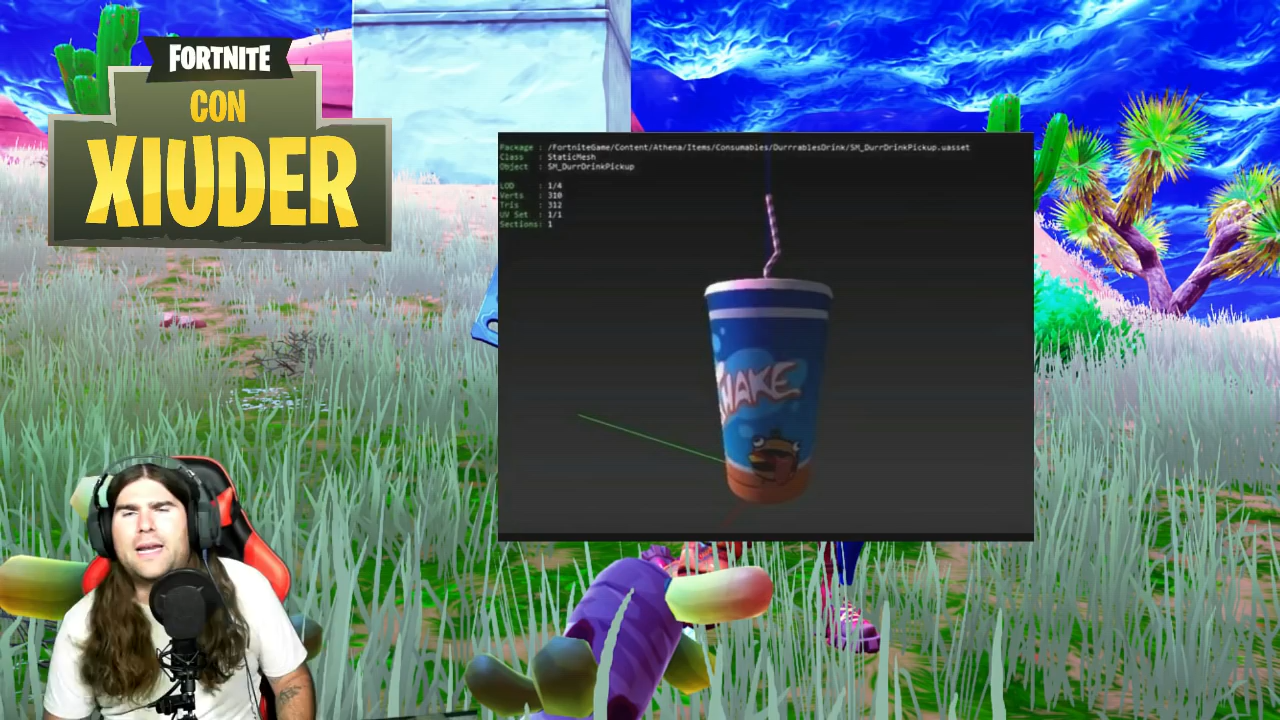 FORTNITE
CON
XIUDER
Package : /FortniteGame/Content/Athena/Items/Consumables/DurrrablesDrink/SM_DurrDrinkPickup.uasset
Class : StaticMesh
Object : SM_DurrDrinkPickup
LOD : 1/4
Verts : 310
Tris : 312
UV Set : 1/1
Sections: 1
SHAKE